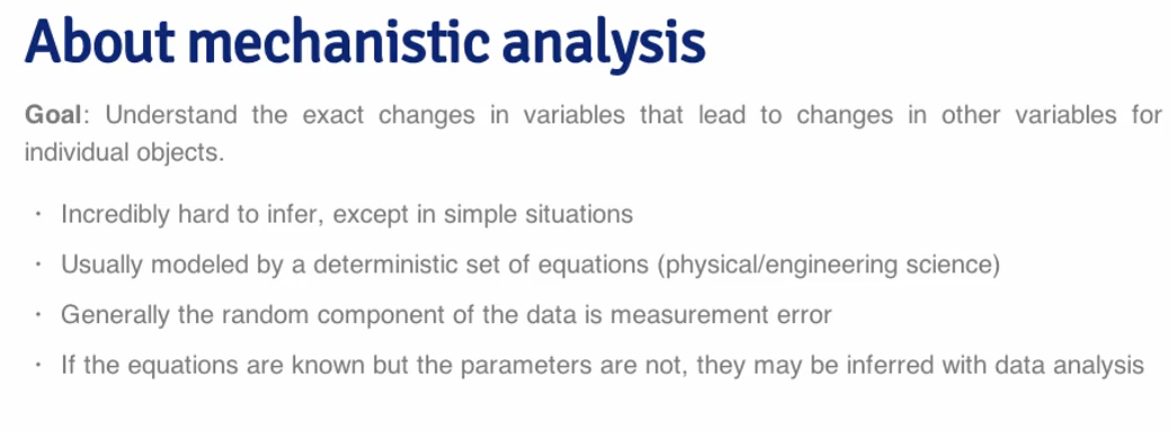 About mechanistic analysis
Goal: Understand the exact changes in variables that lead to changes in other variables for
individual objects.
· Incredibly hard to infer, except in simple situations
· Usually modeled by a deterministic set of equations (physical/engineering science)
· Generally the random component of the data is measurement error
· If the equations are known but the parameters are not, they may be inferred with data analysis